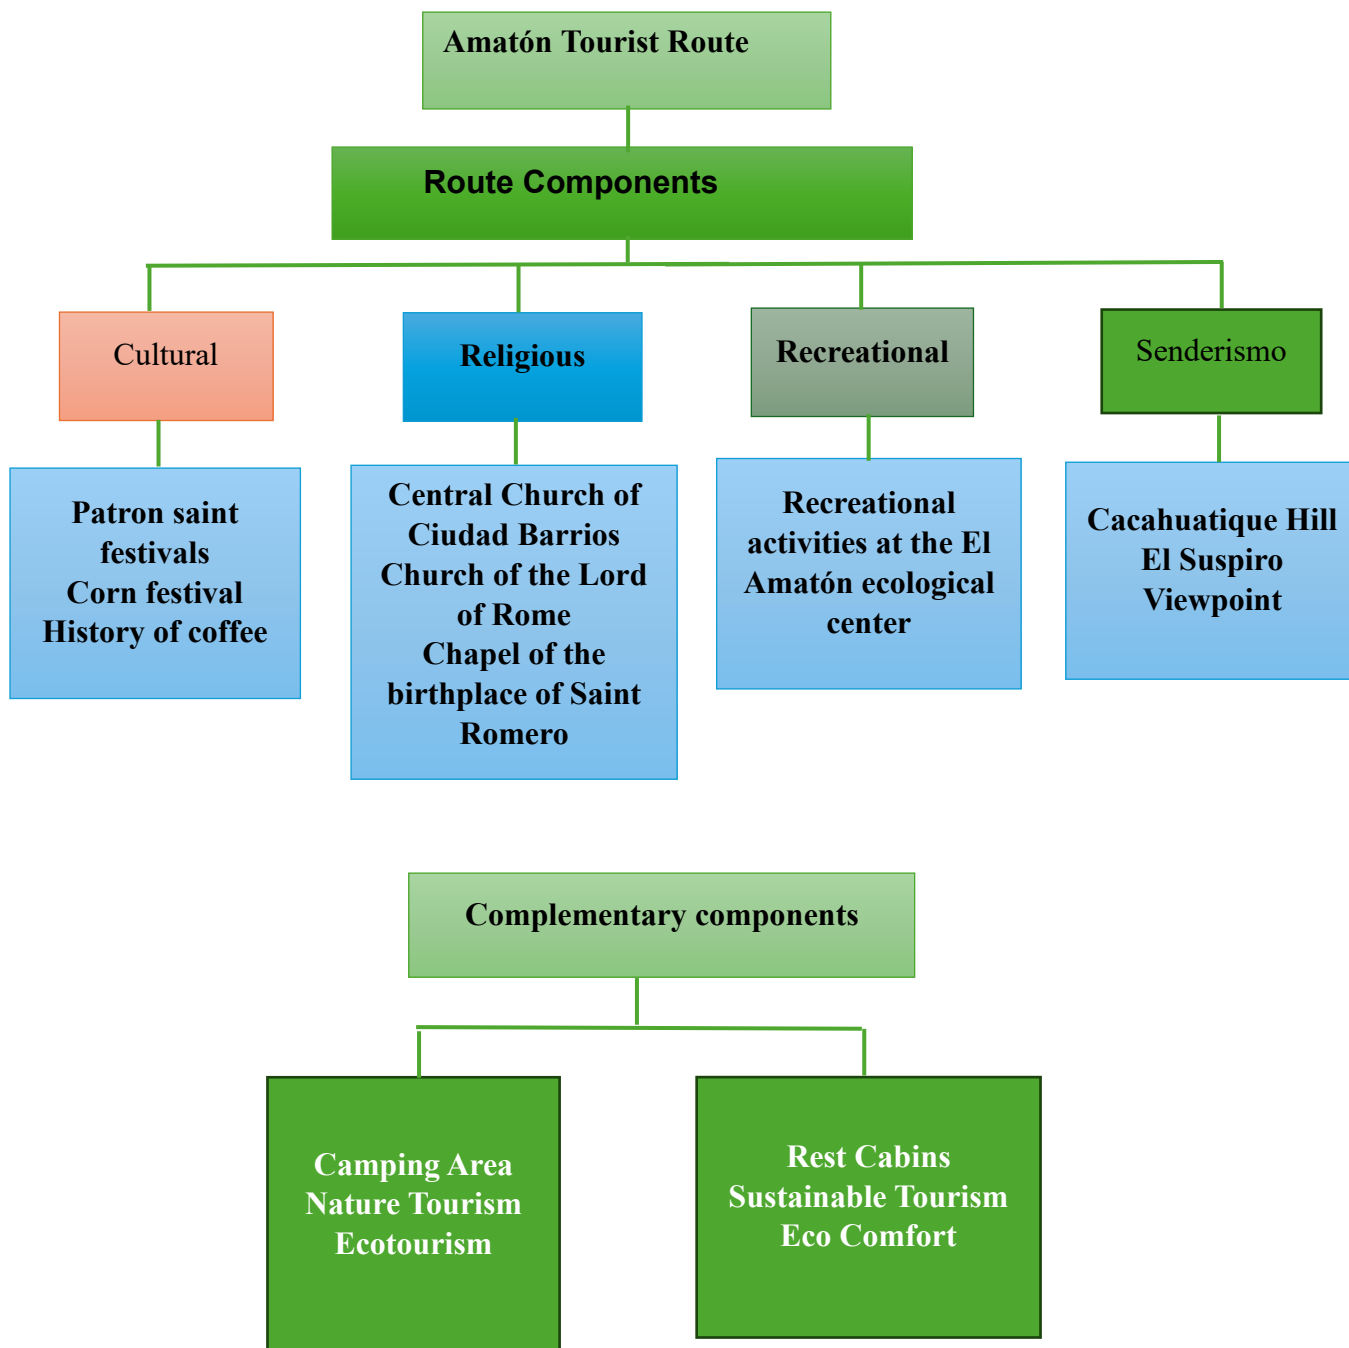 Amatón Tourist Route
Route Components
Cultural
Religious
Recreational
Senderismo
Patron saint
festivals
Corn festival
History of coffee
Central Church of
Ciudad Barrios
Church of the Lord
of Rome
Chapel of the
birthplace of Saint
Romero
Recreational
activities at the El
Amatón ecological
center
Cacahuatique Hill
El Suspiro
Viewpoint
Complementary components
Camping Area
Nature Tourism
Ecotourism
Rest Cabins
Sustainable Tourism
Eco Comfort